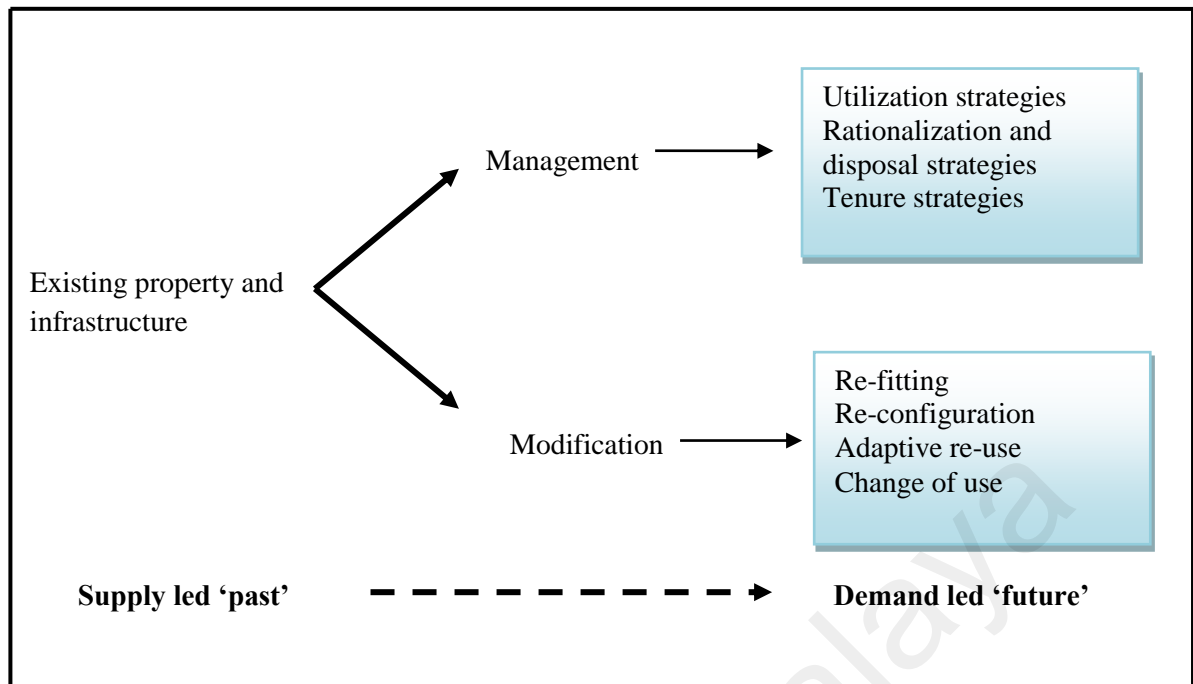 Utilization strategies
Rationalization and
disposal strategies
Tenure strategies
Management
Existing property and
infrastructure
Re-fitting
Re-configuration
Adaptive re-use
Change of use
Modification
Supply led ‘past’
Demand led ‘future’
alaya